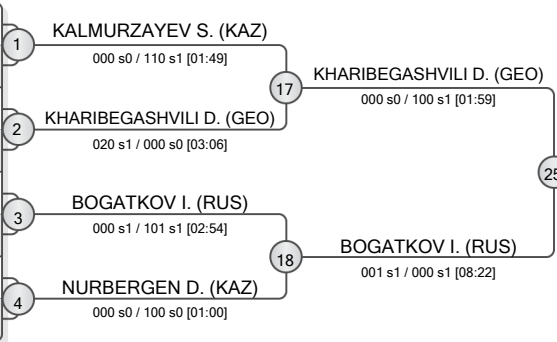 KALMURZAYEV S. (KAZ)
1
000 s0 / 110 s1 [01:49]
KHARIBEGASHVILI D. (GEO)
17
000 s0 / 100 s1 [01:59]
KHARIBEGASHVILI D. (GEO)
2
020 s1 / 000 s0 [03:06]
25
BOGATKOV I. (RUS)
3
000 s1 / 101 s1 [02:54]
BOGATKOV I. (RUS)
18
001 s1 / 000 s1 [08:22]
NURBERGEN D. (KAZ)
4
000 s0 / 100 s0 [01:00]